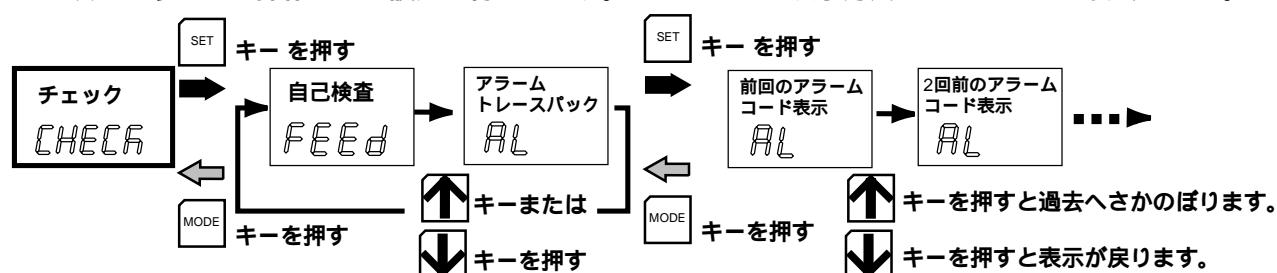 SET
キー を押す
SET
キー を押す
チェック
CHECK
自己検査
FEEd
アラーム
トレースパック
AL
前回のアラーム
コード表示
AL
2回前のアラーム
コード表示
AL
MODE
キーを押す
キーまたは
キーを押す
MODE
キーを押す
キーを押すと過去へさかのぼります。
キーを押すと表示が戻ります。